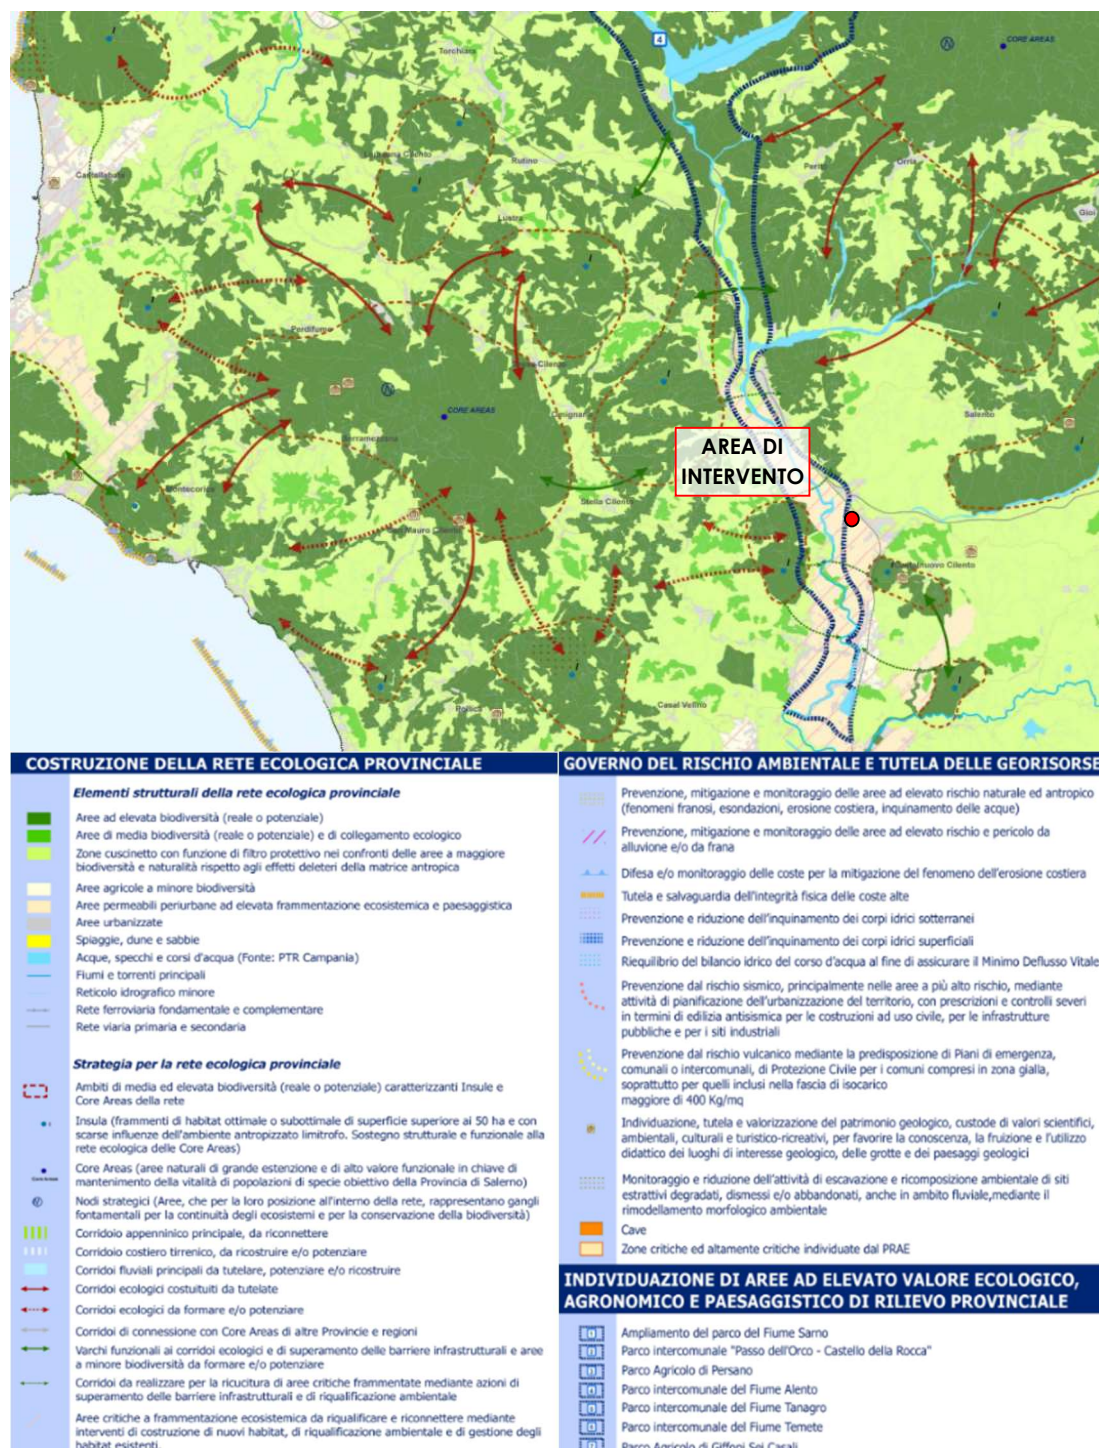 4
CORE AREAS
Torchiara
Rutino
Perito
Orria
Castellabate
Lustra
Gioi
Perdifumo
CORE AREAS
Omignano
Salento
Serramezzana
AREA DI
INTERVENTO
Montecorice
Stella Cilento
San Mauro Cilento
Castelnuovo Cilento
Pollica
Casal Velino
COSTRUZIONE DELLA RETE ECOLOGICA PROVINCIALE
Elementi strutturali della rete ecologica provinciale
Aree ad elevata biodiversità (reale o potenziale)
Aree di media biodiversità (reale o potenziale) e di collegamento ecologico
Zone cuscinetto con funzione di filtro protettivo nei confronti delle aree a maggiore
biodiversità e naturalità rispetto agli effetti deleteri della matrice antropica
Aree agricole a minore biodiversità
Aree permeabili periurbane ad elevata frammentazione ecosistemica e paesaggistica
Aree urbanizzate
Spiaggie, dune e sabbie
Acque, specchi e corsi d'acqua (Fonte: PTR Campania)
Fiumi e torrenti principali
Reticolo idrografico minore
Rete ferroviaria fondamentale e complementare
Rete viaria primaria e secondaria
Strategia per la rete ecologica provinciale
Ambiti di media ed elevata biodiversità (reale o potenziale) caratterizzanti Insule e
Core Areas della rete
Insula (frammenti di habitat ottimale o subottimale di superficie superiore ai 50 ha e con
scarse influenze dell'ambiente antropizzato limitrofo. Sostegno strutturale e funzionale alla
rete ecologica delle Core Areas)
Core Areas
Core Areas (aree naturali di grande estenzione e di alto valore funzionale in chiave di
mantenimento della vitalità di popolazioni di specie obiettivo della Provincia di Salerno)
Nodi strategici (Aree, che per la loro posizione all'interno della rete, rappresentano gangli
fontamentali per la continuità degli ecosistemi e per la conservazione della biodiversità)
Corridoio appenninico principale, da riconnettere
Corridoio costiero tirrenico, da ricostruire e/o potenziare
Corridoi fluviali principali da tutelare, potenziare e/o ricostruire
Corridoi ecologici costuituiti da tutelate
Corridoi ecologici da formare e/o potenziare
Corridoi di connessione con Core Areas di altre Provincie e regioni
Varchi funzionali ai corridoi ecologici e di superamento delle barriere infrastrutturali e aree
a minore biodiversità da formare e/o potenziare
Corridoi da realizzare per la ricucitura di aree critiche frammentate mediante azioni di
superamento delle barriere infrastrutturali e di riqualificazione ambientale
Aree critiche a frammentazione ecosistemica da riqualificare e riconnettere mediante
interventi di costruzione di nuovi habitat, di riqualificazione ambientale e di gestione degli
habitat esistenti.
GOVERNO DEL RISCHIO AMBIENTALE E TUTELA DELLE GEORISORSE
Prevenzione, mitigazione e monitoraggio delle aree ad elevato rischio naturale ed antropico
(fenomeni franosi, esondazioni, erosione costiera, inquinamento delle acque)
Prevenzione, mitigazione e monitoraggio delle aree ad elevato rischio e pericolo da
alluvione e/o da frana
Difesa e/o monitoraggio delle coste per la mitigazione del fenomeno dell'erosione costiera
Tutela e salvaguardia dell'integrità fisica delle coste alte
Prevenzione e riduzione dell'inquinamento dei corpi idrici sotterranei
Prevenzione e riduzione dell'inquinamento dei corpi idrici superficiali
Riequilibrio del bilancio idrico del corso d'acqua al fine di assicurare il Minimo Deflusso Vitale
Prevenzione dal rischio sismico, principalmente nelle aree a più alto rischio, mediante
attività di pianificazione dell'urbanizzazione del territorio, con prescrizioni e controlli severi
in termini di edilizia antisismica per le costruzioni ad uso civile, per le infrastrutture
pubbliche e per i siti industriali
Prevenzione dal rischio vulcanico mediante la predisposizione di Piani di emergenza,
comunali o intercomunali, di Protezione Civile per i comuni compresi in zona gialla,
soprattutto per quelli inclusi nella fascia di isocarico
maggiore di 400 Kg/mq
Individuazione, tutela e valorizzazione del patrimonio geologico, custode di valori scientifici,
ambientali, culturali e turistico-ricreativi, per favorire la conoscenza, la fruizione e l'utilizzo
didattico dei luoghi di interesse geologico, delle grotte e dei paesaggi geologici
Monitoraggio e riduzione dell'attività di escavazione e ricomposizione ambientale di siti
estrattivi degradati, dismessi e/o abbandonati, anche in ambito fluviale,mediante il
rimodellamento morfologico ambientale
Cave
Zone critiche ed altamente critiche individuate dal PRAE
INDIVIDUAZIONE DI AREE AD ELEVATO VALORE ECOLOGICO,
AGRONOMICO E PAESAGGISTICO DI RILIEVO PROVINCIALE
1 Ampliamento del parco del Fiume Sarno
2 Parco intercomunale "Passo dell'Orco - Castello della Rocca"
3 Parco Agricolo di Persano
4 Parco intercomunale del Fiume Alento
5 Parco intercomunale del Fiume Tanagro
6 Parco intercomunale del Fiume Temete
7 Parco Agricolo di Giffoni Sei Casali